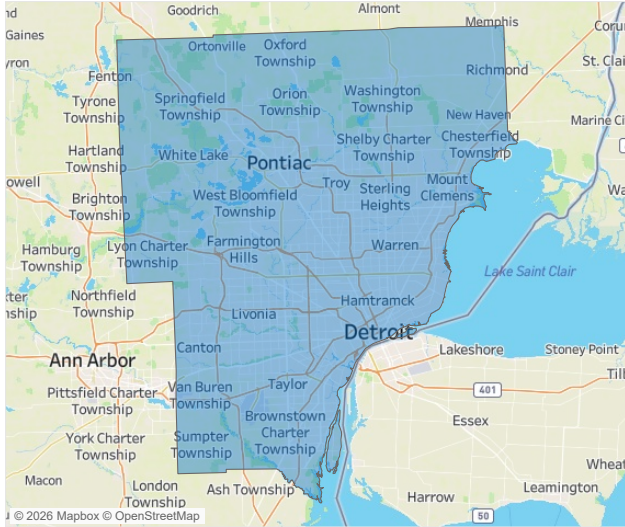 Goodrich
Almont
Memphis
Gaines
Ortonville
Oxford
Township
Richmond
St. Clai
Fenton
Tyrone
Township
Springfield
Township
Orion
Township
Washington
Township
New Haven
Marine Ci
Hartland
Township
White Lake
Pontiac
Shelby Charter
Township
Chesterfield
Township
owell
Brighton
Township
West Bloomfield
Township
Troy
Sterling
Heights
Mount
Clemens
Hamburg
Township
Lyon Charter
Township
Farmington
Hills
Warren
Lake Saint Clair
Northfield
Township
Livonia
Hamtramck
Detroit
Ann Arbor
Canton
Lakeshore
Stoney Point
Pittsfield Charter
Township
Van Buren
Township
Taylor
401
Till
York Charter
Township
Sumpter
Township
Brownstown
Charter
Township
Essex
Wheat
Macon
London
Township
Ash Township
Harrow
Leamington
50
© 2026 Mapbox © OpenStreetMap